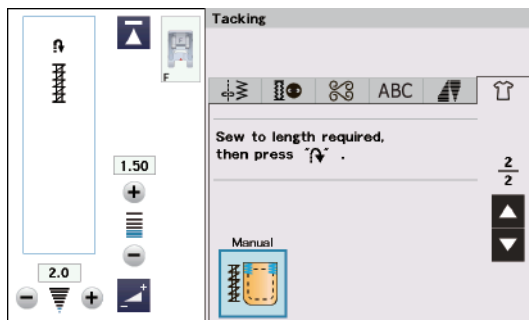 F
1.50
2.0
Tacking
ABC
Sew to length required,
then press " ".
2
2
Manual